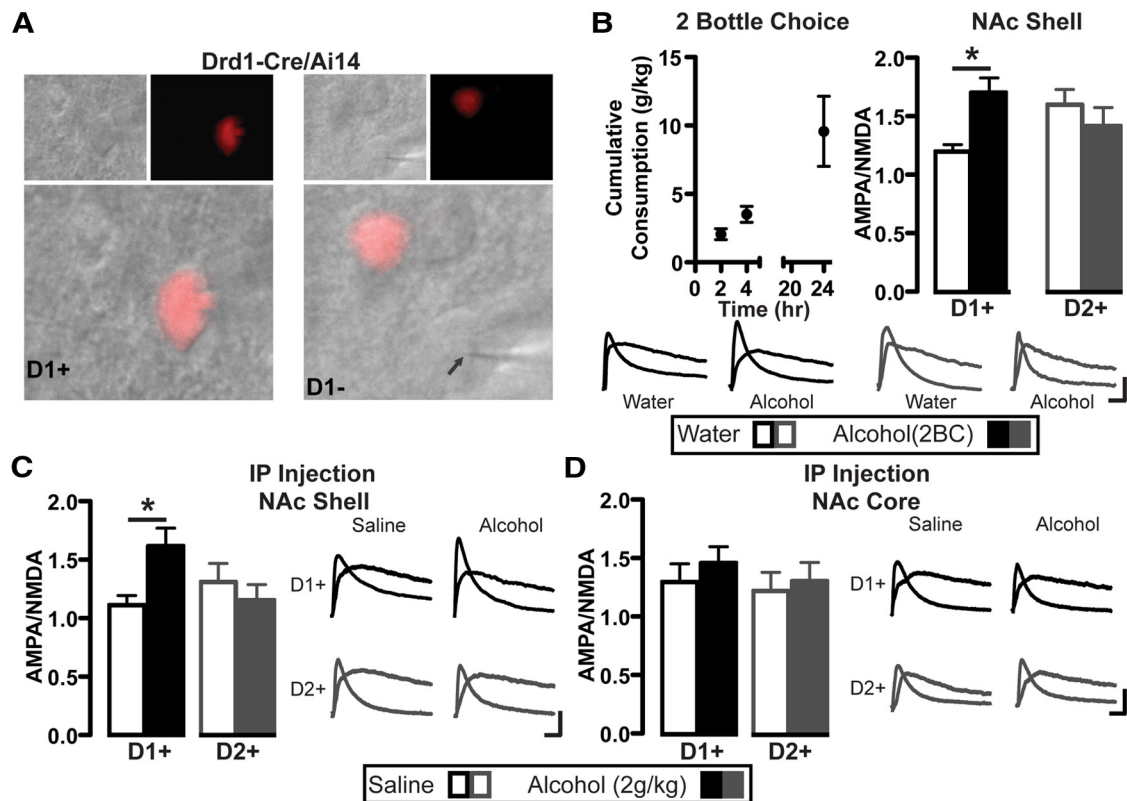 A
Drd1-Cre/Ai14
D1+
D1-
B
2 Bottle Choice
Cumulative
Consumption (g/kg)
15
10
5
0
0 2 4 20 24
Time (hr)
NAc Shell
AMPA/NMDA
2.0
1.5
1.0
0.5
0.0
*
D1+ D2+
Water Alcohol Water Alcohol
Water Alcohol(2BC)
C
IP Injection
NAc Shell
AMPA/NMDA
2.0
1.5
1.0
0.5
0.0
*
D1+ D2+
Saline Alcohol
D1+
D2+
D
IP Injection
NAc Core
AMPA/NMDA
2.0
1.5
1.0
0.5
0.0
D1+ D2+
Saline Alcohol
D1+
D2+
Saline Alcohol (2g/kg)